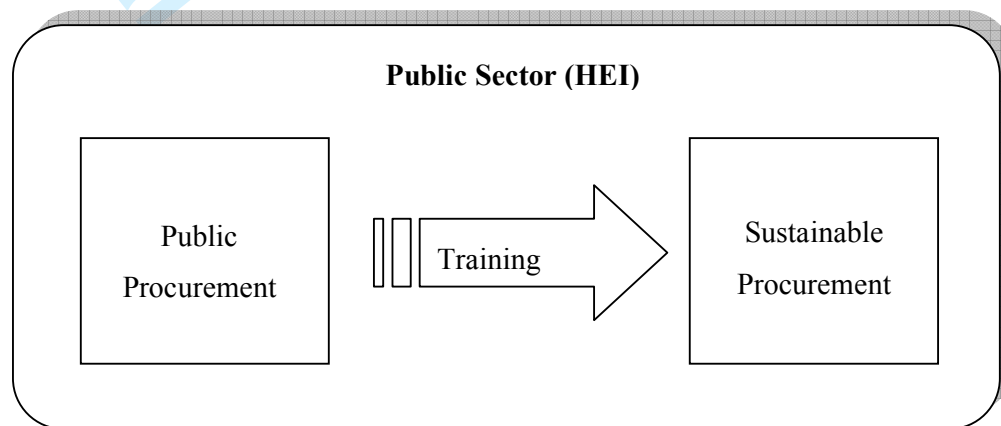 Public Sector (HEI)
Public
Procurement
Training
Sustainable
Procurement